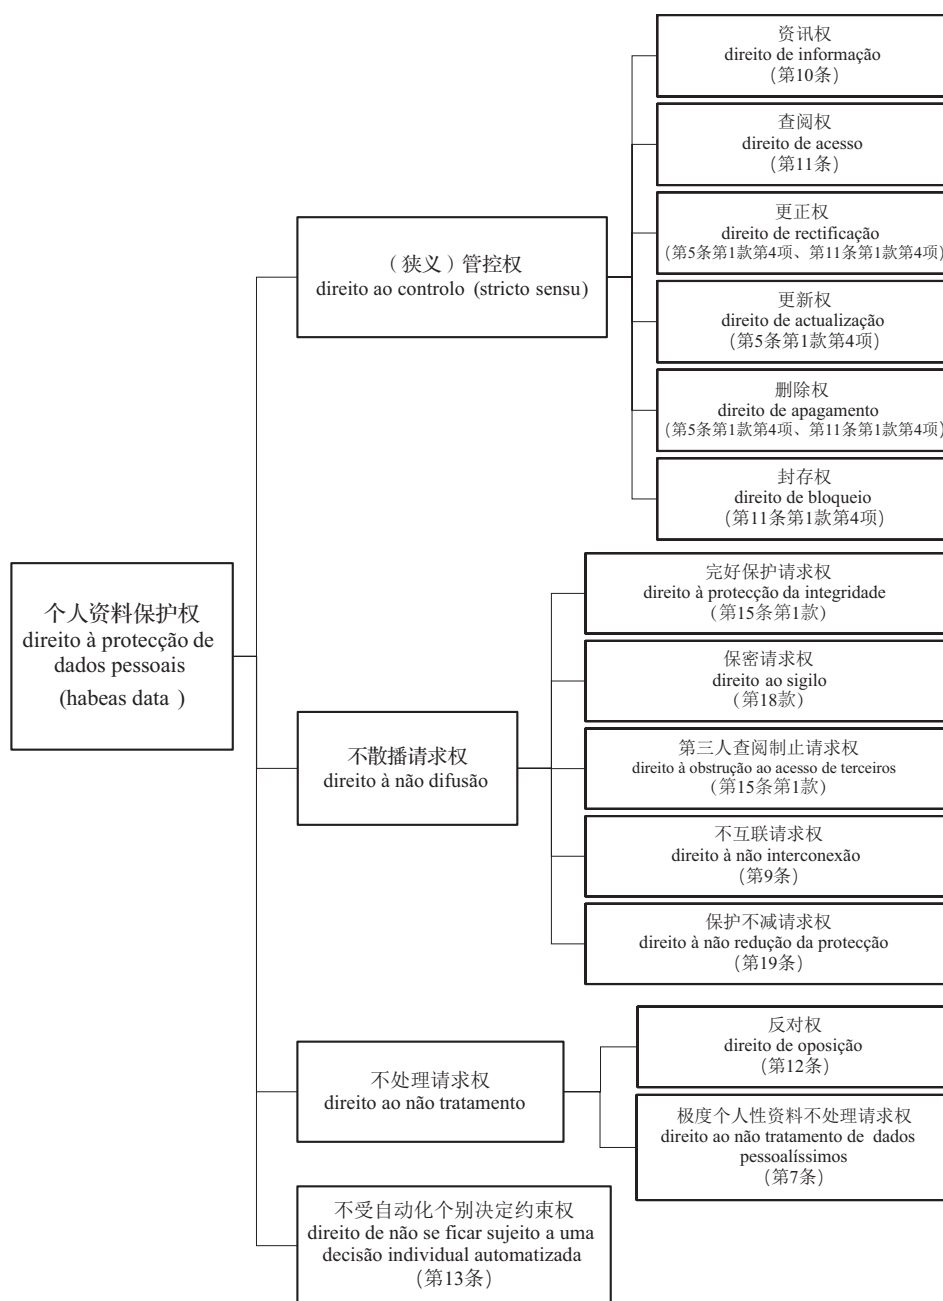 个人资料保护权
direito à protecção de
dados pessoais
(habeas data )
（狭义）管控权
direito ao controlo (stricto sensu)
资讯权
direito de informação
（第10条）
查阅权
direito de acesso
（第11条）
更正权
direito de rectificação
（第5条第1款第4项、第11条第1款第4项）
更新权
direito de actualização
（第5条第1款第4项）
删除权
direito de apagamento
（第5条第1款第4项、第11条第1款第4项）
封存权
direito de bloqueio
（第11条第1款第4项）
不散播请求权
direito à não difusão
完好保护请求权
direito à protecção da integridade
（第15条第1款）
保密请求权
direito ao sigilo
（第18款）
第三人查阅制止请求权
direito à obstrução ao acesso de terceiros
（第15条第1款）
不互联请求权
direito à não interconexão
（第9条）
保护不减请求权
direito à não redução da protecção
（第19条）
不处理请求权
direito ao não tratamento
反对权
direito de oposição
（第12条）
极度个人性资料不处理请求权
direito ao não tratamento de dados
pessoalíssimos
（第7条）
不受自动化个别决定约束权
direito de não se ficar sujeito a uma
decisão individual automatizada
（第13条）